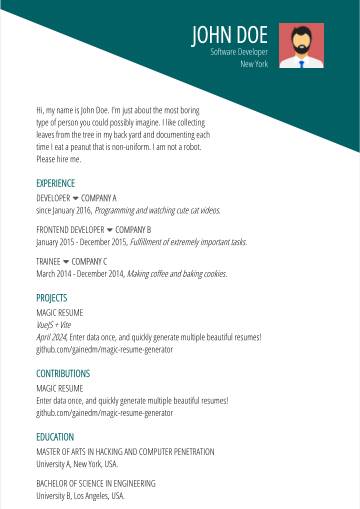 JOHN DOE
Software Developer
New York
Hi, my name is John Doe. I'm just about the most boring
type of person you could possibly imagine. I like collecting
leaves from the tree in my back yard and documenting each
time I eat a peanut that is non-uniform. I am not a robot.
Please hire me.
EXPERIENCE
DEVELOPER COMPANY A
since January 2016, Programming and watching cute cat videos.
FRONTEND DEVELOPER COMPANY B
January 2015 - December 2015, Fulfillment of extremely important tasks.
TRAINEE COMPANY C
March 2014 - December 2014, Making coffee and baking cookies.
PROJECTS
MAGIC RESUME
VueJS + Vite
April 2024, Enter data once, and quickly generate multiple beautiful resumes!
github.com/gainedm/magic-resume-generator
CONTRIBUTIONS
MAGIC RESUME
Enter data once, and quickly generate multiple beautiful resumes!
github.com/gainedm/magic-resume-generator
EDUCATION
MASTER OF ARTS IN HACKING AND COMPUTER PENETRATION
University A, New York, USA.
BACHELOR OF SCIENCE IN ENGINEERING
University B, Los Angeles, USA.